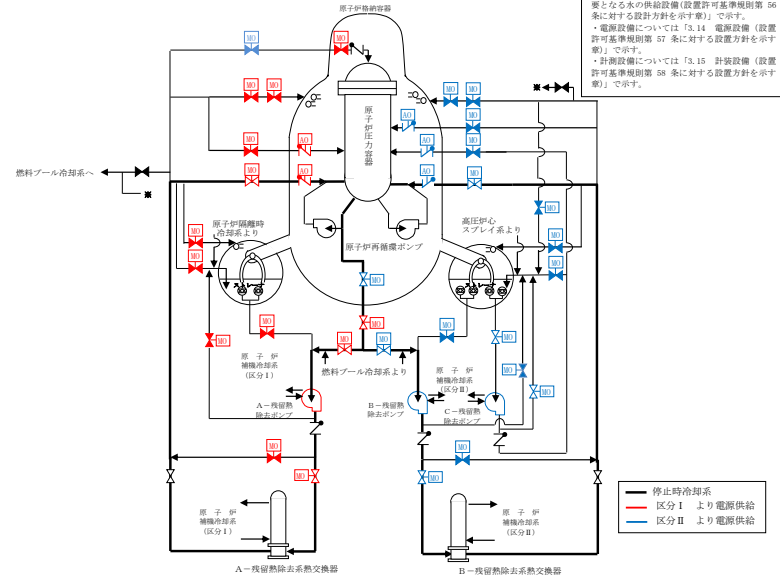 要となる水の供給設備(設置許可基準規則第 56
条に対する設計方針を示す章)」で示す。
・電源設備については「3.14 電源設備（設置
許可基準規則第 57 条に対する設置方針を示す
章)」で示す。
・計測設備については「3.15 計装設備（設置
許可基準規則第 58 条に対する設置方針を示す
章)」で示す。
原子炉格納容器
MO
MO
MO
MO
MO
MO
AO
MO
原子炉圧力容器
AO
MO
MO
AO
AO
MO
MO
AO
AO
MO
燃料プール冷却系へ
※
※
MO
原子炉隔離時
冷却系より
高圧炉心
スプレイ系より
MO
MO
MO
MO
原子炉再循環ポンプ
MO
MO
MO
MO
MO
MO
MO
MO
MO
MO
MO
燃料プール冷却系より
原 子 炉
補機冷却系
(区分Ⅰ)
原 子 炉
補機冷却系
(区分Ⅱ)
A－残留熱
除去ポンプ
B－残留熱
除去ポンプ
C－残留熱
除去ポンプ
MO
MO
MO
MO
原 子 炉
補機冷却系
(区分Ⅰ)
原 子 炉
補機冷却系
(区分Ⅱ)
A－残留熱除去系熱交換器
B－残留熱除去系熱交換器
停止時冷却系
区分Ⅰ より電源供給
区分Ⅱ より電源供給